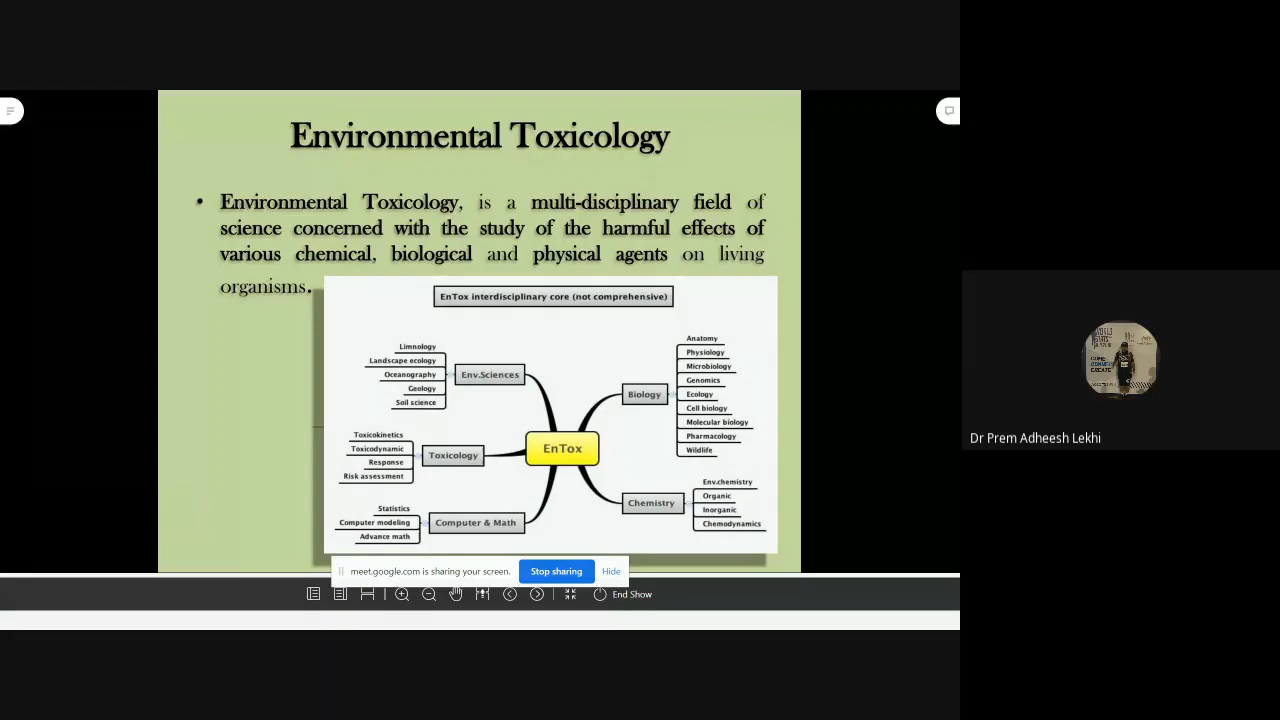 Environmental Toxicology
• Environmental Toxicology, is a multi-disciplinary field of
science concerned with the study of the harmful effects of
various chemical, biological and physical agents on living
organisms.
EnTox interdisciplinary core (not comprehensive)
Limnology
Landscape ecology
Oceanography
Geology
Soil science
Env.Sciences
Toxicokinetics
Toxicodynamic
Response
Risk assessment
Toxicology
Statistics
Computer modeling
Advance math
Computer & Math
EnTox
Biology
Anatomy
Physiology
Microbiology
Genomics
Ecology
Cell biology
Molecular biology
Pharmacology
Wildlife
Chemistry
Env.chemistry
Organic
Inorganic
Chemodynamics
meet.google.com is sharing your screen.
Stop sharing
Hide
End Show
Dr Prem Adheesh Lekhi